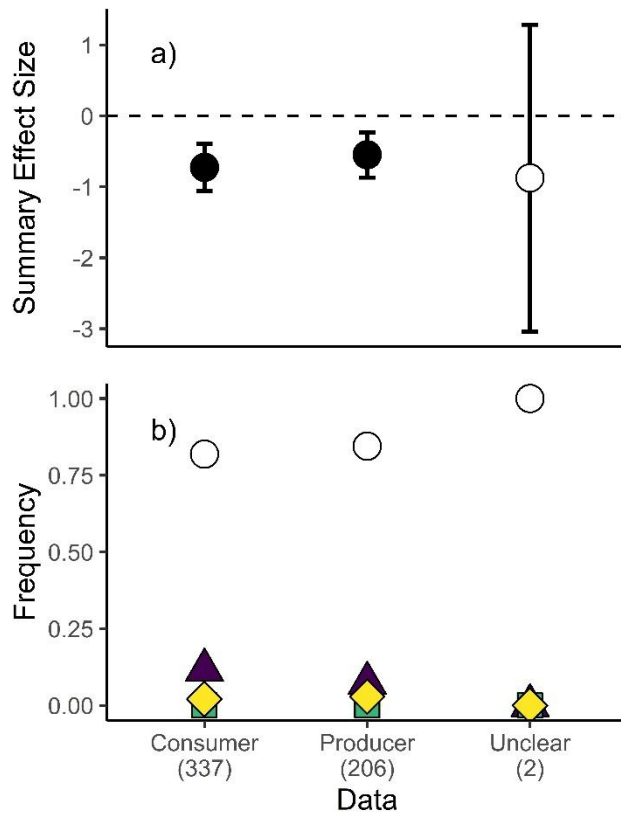 Summary Effect Size
a)
1
0
-1
-2
-3
Frequency
b)
1.00
0.75
0.50
0.25
0.00
Consumer
(337)
Producer
(206)
Unclear
(2)
Data